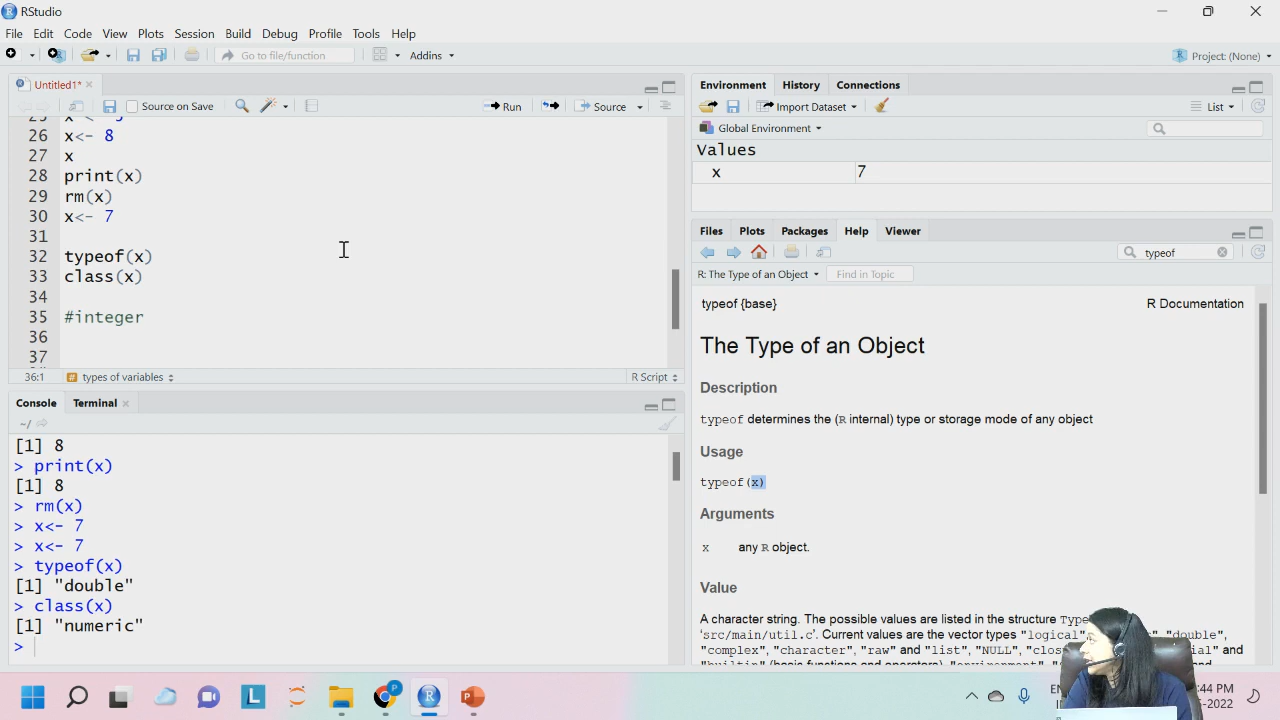 RStudio
File Edit Code View Plots Session Build Debug Profile Tools Help
Go to file/function Addins Project: (None)
Untitled1*
Source on Save Run Source
26 x<- 8
27 x
28 print(x)
29 rm(x)
30 x<- 7
31
32 typeof(x)
33 class(x)
34
35 #integer
36
37
36:1 # types of variables R Script
Console Terminal
~/
[1] 8
> print(x)
[1] 8
> rm(x)
> x<- 7
> x<- 7
> typeof(x)
[1] "double"
> class(x)
[1] "numeric"
>
Environment History Connections
Import Dataset List
Global Environment
Values
x 7
Files Plots Packages Help Viewer
typeof
R: The Type of an Object Find in Topic
typeof {base} R Documentation
The Type of an Object
Description
typeof determines the (R internal) type or storage mode of any object
Usage
typeof(x)
Arguments
x any R object.
Value
A character string. The possible values are listed in the structure
'src/main/util.c'. Current values are the vector types "logical" "double",
"complex", "character", "raw" and "list", "NULL", and
L P
:44 PM
-2022